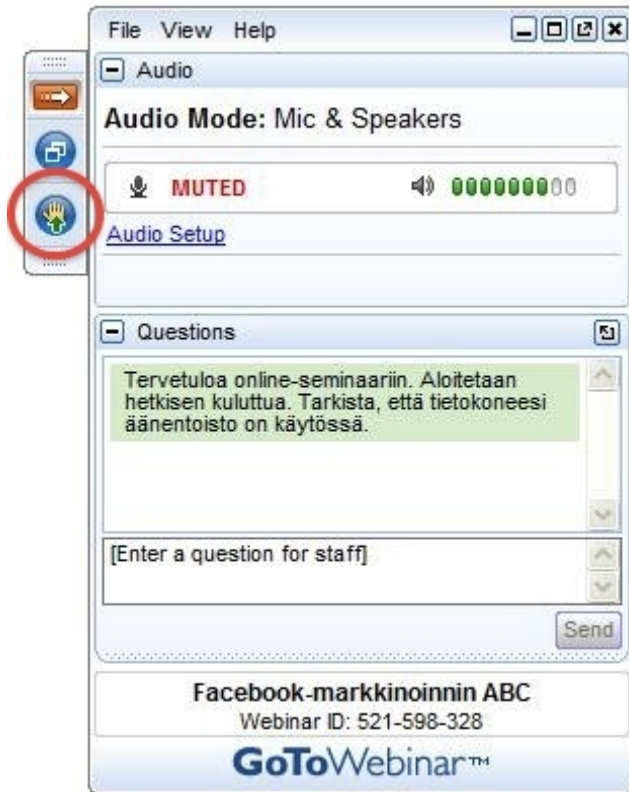 File View Help
Audio
Audio Mode: Mic & Speakers
MUTED
Audio Setup
Questions
Tervetuloa online-seminaariin. Aloitetaan
hetkisen kuluttua. Tarkista, että tietokoneesi
äänentoisto on käytössä.
[Enter a question for staff]
Send
Facebook-markkinoinnin ABC
Webinar ID: 521-598-328
GoToWebinar™